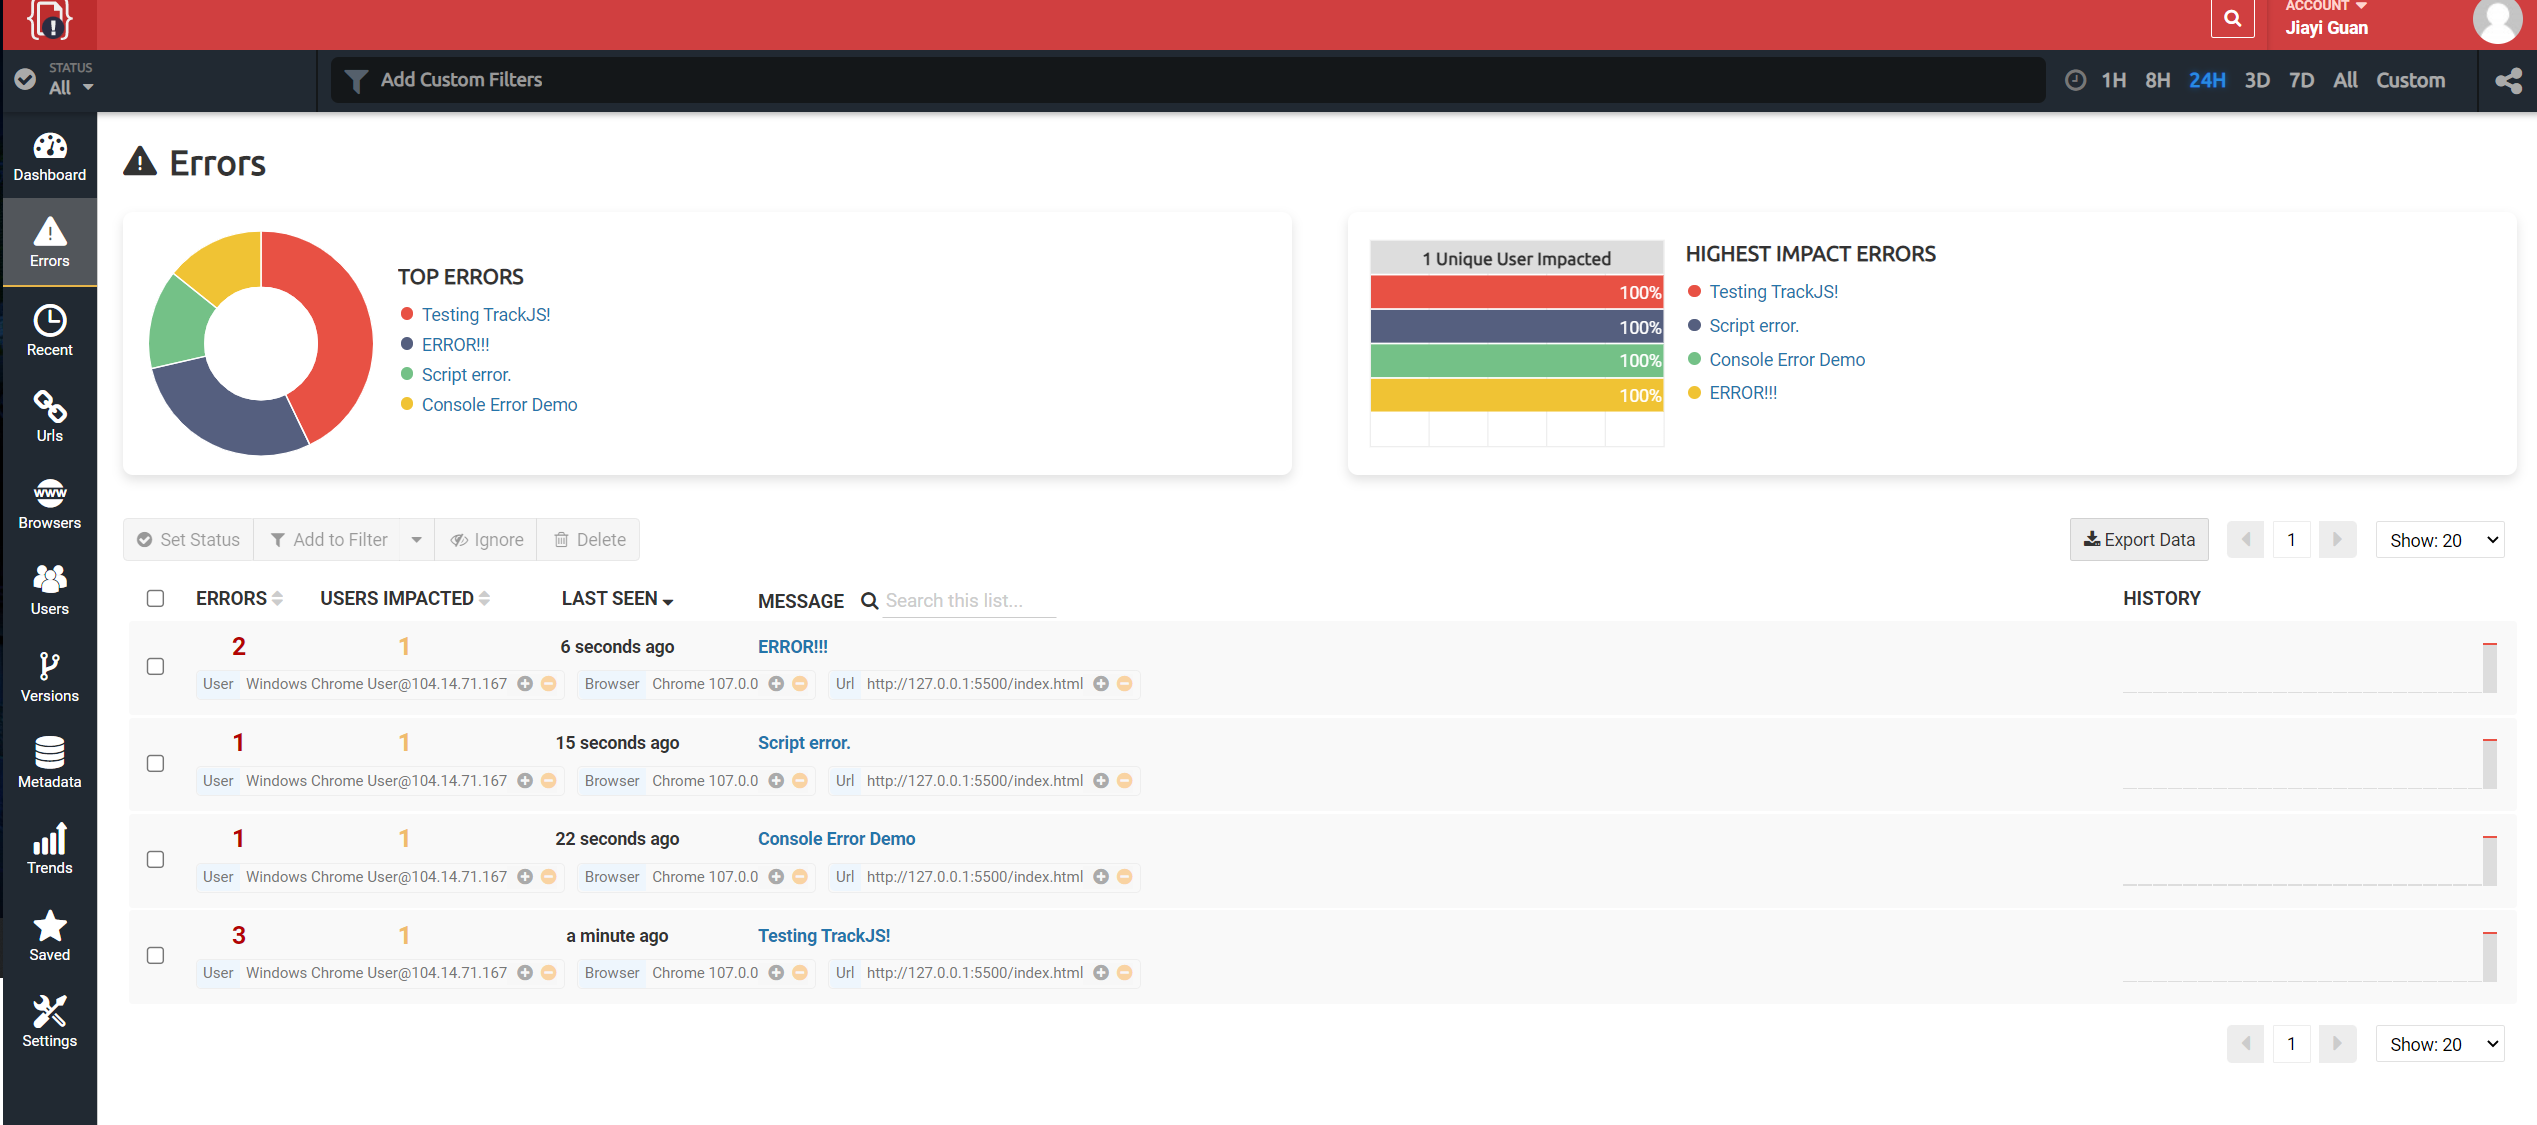 ACCOUNT
Jiayi Guan
STATUS
All
Add Custom Filters
1H 8H 24H 3D 7D All Custom
Dashboard
Errors
Recent
Urls
WWW
Browsers
Users
Versions
Metadata
Trends
Saved
Settings
Errors
TOP ERRORS
Testing TrackJS!
ERROR!!!
Script error.
Console Error Demo
1 Unique User Impacted
100%
100%
100%
100%
HIGHEST IMPACT ERRORS
Testing TrackJS!
Script error.
Console Error Demo
ERROR!!!
Set Status Add to Filter Ignore Delete
Export Data 1 Show: 20
ERRORS USERS IMPACTED LAST SEEN MESSAGE Search this list... HISTORY
2 1 6 seconds ago ERROR!!!
User Windows Chrome User@104.14.71.167 Browser Chrome 107.0.0 Url http://127.0.0.1:5500/index.html
1 1 15 seconds ago Script error.
User Windows Chrome User@104.14.71.167 Browser Chrome 107.0.0 Url http://127.0.0.1:5500/index.html
1 1 22 seconds ago Console Error Demo
User Windows Chrome User@104.14.71.167 Browser Chrome 107.0.0 Url http://127.0.0.1:5500/index.html
3 1 a minute ago Testing TrackJS!
User Windows Chrome User@104.14.71.167 Browser Chrome 107.0.0 Url http://127.0.0.1:5500/index.html
1 Show: 20